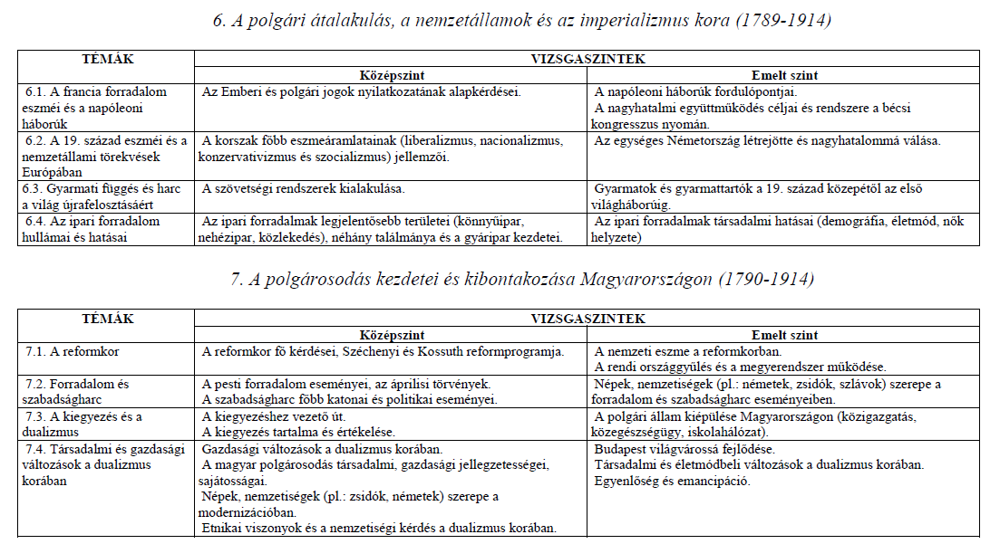 6. A polgári átalakulás, a nemzetállamok és az imperializmus kora (1789-1914)
TÉMÁK
VIZSGASZINTEK
Középszint
Emelt szint
6.1. A francia forradalom
eszméi és a napóleoni
háborúk
Az Emberi és polgári jogok nyilatkozatának alapkérdései.
A napóleoni háborúk fordulópontjai.
A nagyhatalmi együttműködés céljai és rendszere a bécsi
kongresszus nyomán.
6.2. A 19. század eszméi és a
nemzetállami törekvések
Európában
A korszak főbb eszmeáramlatainak (liberalizmus, nacionalizmus,
konzervativizmus és szocializmus) jellemzői.
Az egységes Németország létrejötte és nagyhatalommá válása.
6.3. Gyarmati függés és harc
a világ újrafelosztásáért
A szövetségi rendszerek kialakulása.
Gyarmatok és gyarmattartók a 19. század közepétől az első
világháborúig.
6.4. Az ipari forradalom
hullámai és hatásai
Az ipari forradalmak legjelentősebb területei (könnyűipar,
nehézipar, közlekedés), néhány találmánya és a gyáripar kezdetei.
Az ipari forradalmak társadalmi hatásai (demográfia, életmód, nők
helyzete)
7. A polgárosodás kezdetei és kibontakozása Magyarországon (1790-1914)
TÉMÁK
VIZSGASZINTEK
Középszint
Emelt szint
7.1. A reformkor
A reformkor fő kérdései, Széchenyi és Kossuth reformprogramja.
A nemzeti eszme a reformkorban.
A rendi országgyűlés és a megyerendszer működése.
7.2. Forradalom és
szabadságharc
A pesti forradalom eseményei, az áprilisi törvények.
A szabadságharc főbb katonai és politikai eseményei.
Népek, nemzetiségek (pl.: németek, zsidók, szlávok) szerepe a
forradalom és szabadságharc eseményeiben.
7.3. A kiegyezés és a
dualizmus
A kiegyezéshez vezető út.
A kiegyezés tartalma és értékelése.
A polgári állam kiépülése Magyarországon (közigazgatás,
közegészségügy, iskolahálózat).
7.4. Társadalmi és gazdasági
változások a dualizmus
korában
Gazdasági változások a dualizmus korában.
A magyar polgárosodás társadalmi, gazdasági jellegzetességei,
sajátosságai.
Népek, nemzetiségek (pl.: zsidók, németek) szerepe a
modernizációban.
Etnikai viszonyok és a nemzetiségi kérdés a dualizmus korában.
Budapest világvárossá fejlődése.
Társadalmi és életmódbeli változások a dualizmus korában.
Egyenlőség és emancipáció.